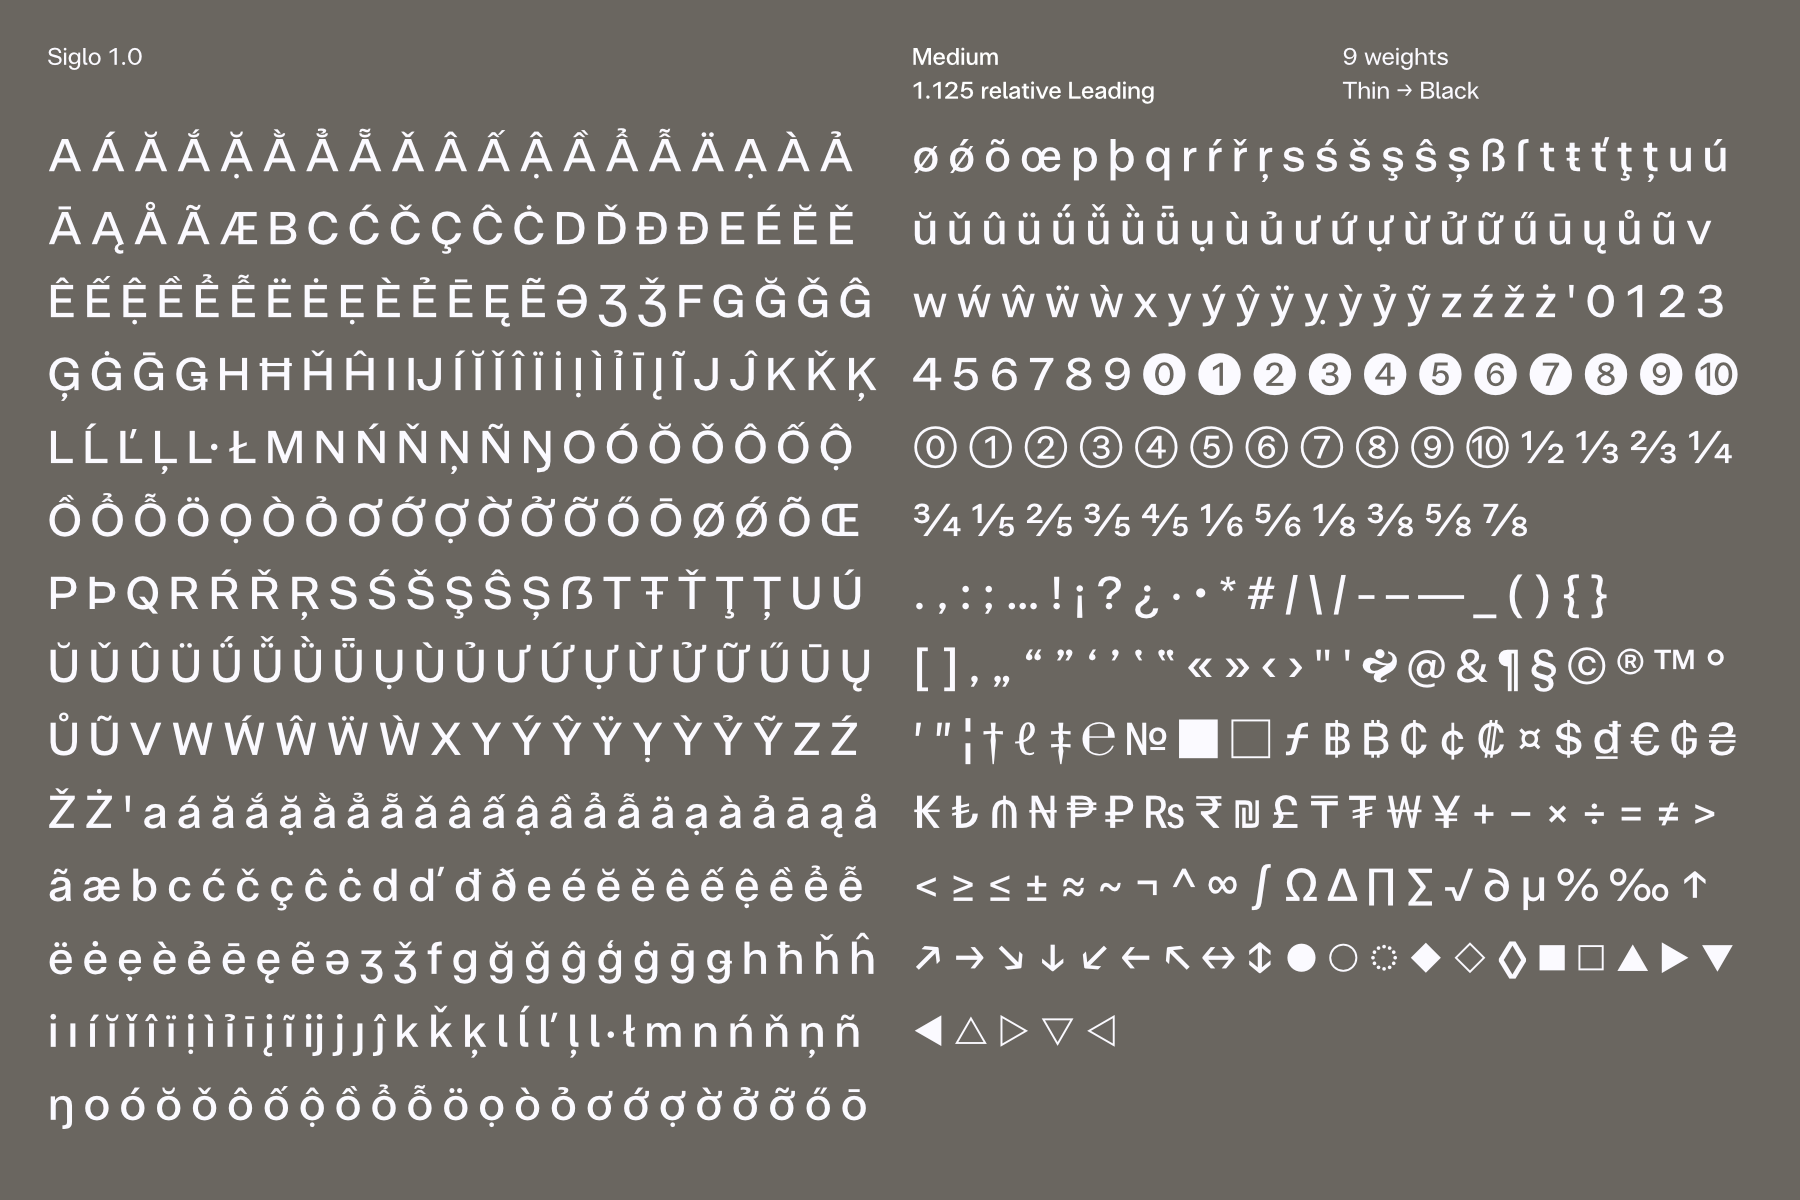 Siglo 1.0
Medium
1.125 relative Leading
9 weights
Thin → Black
A Á Ă Ắ Ặ Ằ Ẳ Ẵ Ǎ Â Ấ Ậ Ầ Ẩ Ẫ Ä Ạ À Ả
Ā Ą Å Ã Æ B C Ć Č Ç Ĉ Ċ D Ď Đ Ð E É Ĕ Ě
Ê Ế Ệ Ề Ể Ễ Ë Ė Ẹ È Ẻ Ē Ę Ẽ Ə Ʒ Ǯ F G Ğ Ǧ Ĝ
Ģ Ġ Ḡ Ǥ H Ħ Ȟ Ĥ I IJ Í Ĭ Ǐ Î Ï İ Ị Ì Ỉ Ī Į Ĩ J Ĵ K Ǩ Ķ
L Ĺ Ľ Ļ Ŀ Ł M N Ń Ň Ņ Ñ Ŋ O Ó Ŏ Ǒ Ô Ố Ộ
Ồ Ổ Ỗ Ö Ọ Ò Ỏ Ơ Ớ Ợ Ờ Ở Ỡ Ő Ō Ø Ǿ Õ Œ
P Þ Q R Ŕ Ř Ŗ S Ś Š Ş Ŝ Ș ẞ T Ŧ Ť Ţ Ț U Ú
Ŭ Ǔ Û Ü Ǘ Ǚ Ǜ Ǖ Ụ Ù Ủ Ư Ứ Ự Ừ Ử Ữ Ű Ū Ų
Ů Ũ V W Ẃ Ŵ Ẅ Ẁ X Y Ý Ŷ Ÿ Ỵ Ỳ Ỷ Ỹ Z Ź
Ž Ż ' a á ă ắ ặ ằ ẳ ẵ ǎ â ấ ậ ầ ẩ ẫ ä ạ à ả ā ą å
ã æ b c ć č ç ĉ ċ d ď đ ð e é ĕ ě ê ế ệ ề ể ễ
ë ė ẹ è ẻ ē ę ẽ ə ʒ ǯ f g ğ ǧ ĝ ģ ġ ḡ ǥ h ħ ȟ ĥ
i ı í ĭ ǐ î ï ị ì ỉ ī į ĩ ij j ȷ ĵ k ǩ ķ l ĺ ľ ļ ŀ ł m n ń ň ņ ñ
ŋ o ó ŏ ǒ ô ố ộ ồ ổ ỗ ö ọ ò ỏ ơ ớ ợ ờ ở ỡ ő ō
ø ǿ õ œ p þ q r ŕ ř ŗ s ś š ş ŝ ș ß ſ t ŧ ť ţ ț u ú
ŭ ǔ û ü ǘ ǚ ǜ ǖ ụ ù ủ ư ứ ự ừ ử ữ ű ū ų ů ũ v
w ẃ ŵ ẅ ẁ x y ý ŷ ÿ ỵ ỳ ỷ ỹ z ź ž ż ' 0 1 2 3
4 5 6 7 8 9 ⓿ ❶ ❷ ❸ ❹ ❺ ❻ ❼ ❽ ❾ ❿
⓪ ① ② ③ ④ ⑤ ⑥ ⑦ ⑧ ⑨ ⑩ ½ ⅓ ⅔ ¼
¾ ⅕ ⅖ ⅗ ⅘ ⅙ ⅚ ⅛ ⅜ ⅝ ⅞
. , : ; … ! ¡ ? ¿ · • * # / \ / - – — _ ( ) { }
[ ] ‚ „ “ ” ‘ ’ ‛ ‟ « » ‹ › " ' ❧ @ & ¶ § © ® ™ °
′ ″ ¦ † ℓ ‡ ℮ № ■ □ ƒ ฿ ₿ ₵ ¢ ₡ ¤ $ ₫ € ₲ ₴
₭ ₺ ₼ ₦ ₱ ₽ ₨ ₹ ₪ £ ₸ ₮ ₩ ¥ + − × ÷ = ≠ >
< ≥ ≤ ± ≈ ~ ¬ ^ ∞ ∫ Ω ∆ ∏ ∑ √ ∂ µ % ‰ ↑
↗ → ↘ ↓ ↙ ← ↖ ↔ ↕ ● ○ ◌ ◆ ◇ ◊ ■ □ ▲ ▶ ▼
◀ △ ▷ ▽ ◁